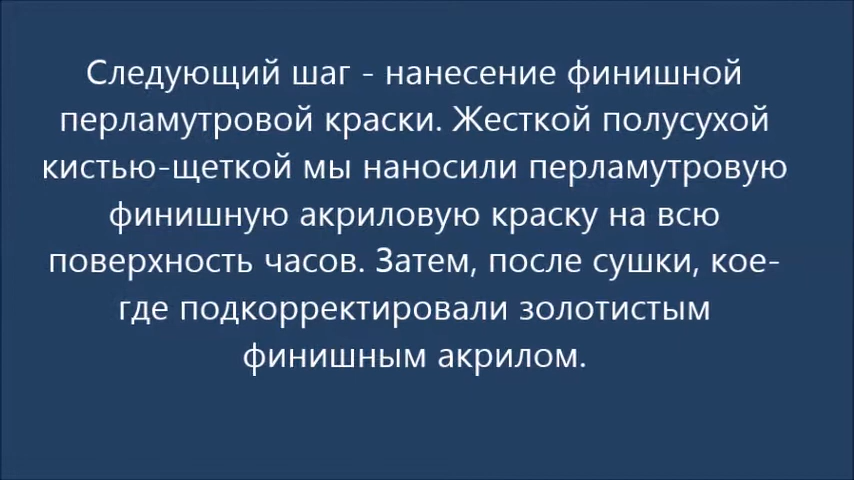 Следующий шаг - нанесение финишной
перламутровой краски. Жесткой полусухой
кистью-щеткой мы наносили перламутровую
финишную акриловую краску на всю
поверхность часов. Затем, после сушки, кое-
где подкорректировали золотистым
финишным акрилом.